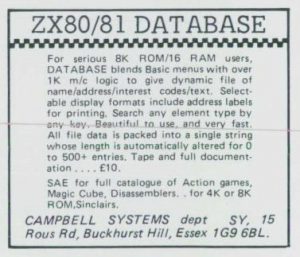 ZX80/81 DATABASE
For serious 8K ROM/16 RAM users,
DATABASE blends Basic menus with over
1K m/c logic to give dynamic file of
name/address/interest codes/text. Select-
able display formats include address labels
for printing. Search any element type by
any key. Beautiful to use, and very fast.
All file data is packed into a single string
whose length is automatically altered for 0
to 500+ entries. Tape and full document-
ation . . . . £10.
SAE for full catalogue of Action games,
Magic Cube, Disassemblers. . for 4K or 8K
ROM,Sinclairs.
CAMPBELL SYSTEMS dept SY, 15
Rous Rd, Buckhurst Hill, Essex 1G9 6BL.